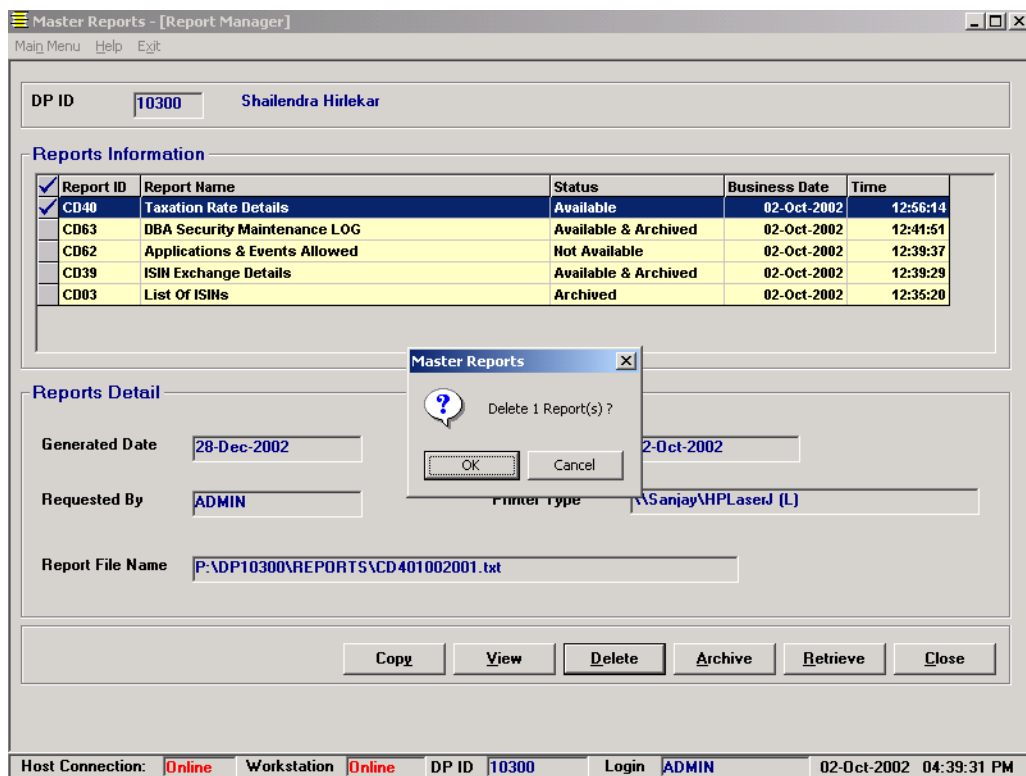 Master Reports - [Report Manager]
Main Menu Help Exit
DP ID 10300 Shailendra Hirlekar
Reports Information
Report ID Report Name Status Business Date Time
CD40 Taxation Rate Details Available 02-Oct-2002 12:56:14
CD63 DBA Security Maintenance LOG Available & Archived 02-Oct-2002 12:41:51
CD62 Applications & Events Allowed Not Available 02-Oct-2002 12:39:37
CD39 ISIN Exchange Details Available & Archived 02-Oct-2002 12:39:29
CD03 List Of ISINs Archived 02-Oct-2002 12:35:20
Master Reports
Delete 1 Report(s) ?
OK Cancel
Reports Detail
Generated Date 28-Dec-2002 2-Oct-2002
Requested By ADMIN Printer Type \\Sanjay\HPLaserJ (L)
Report File Name P:\DP10300\REPORTS\CD401002001.txt
Copy View Delete Archive Retrieve Close
Host Connection: Online Workstation Online DP ID 10300 Login ADMIN 02-Oct-2002 04:39:31 PM